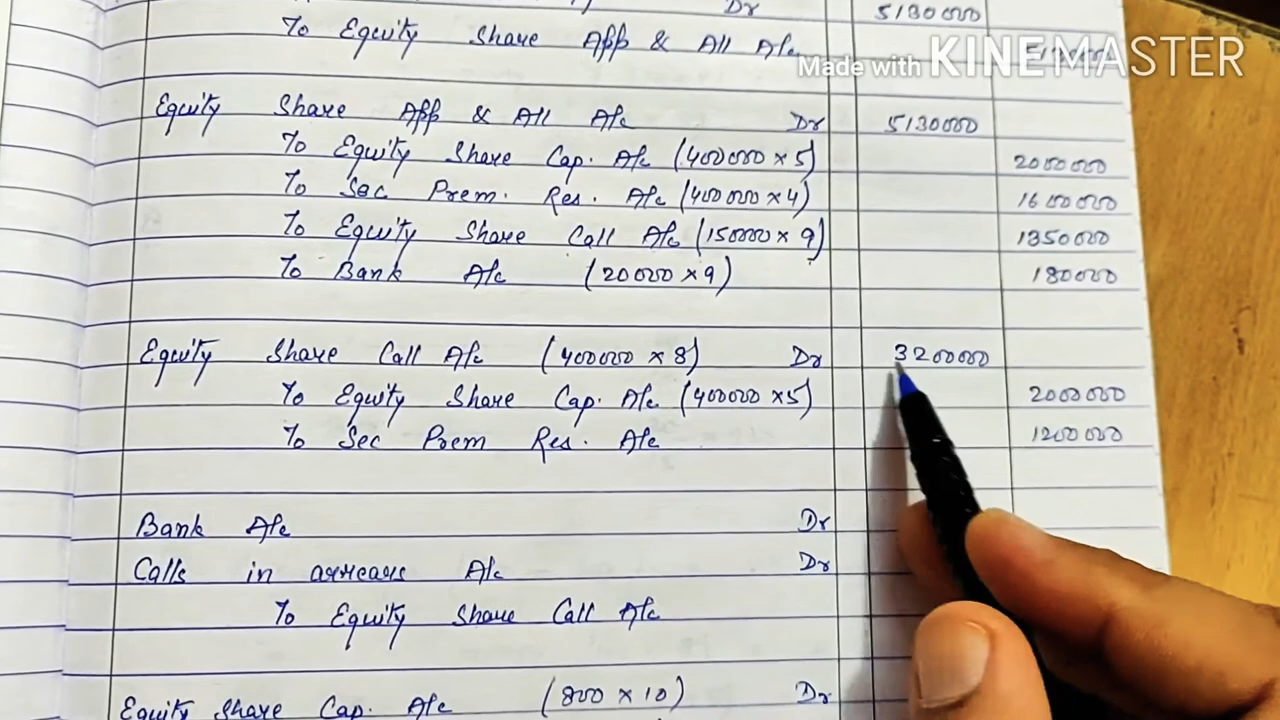 Dr 5130000
To Equity Share App & All A/c
Made with KINEMASTER
Equity Share App & All A/c Dr 5130000
To Equity Share Cap. A/c (400000 × 5) 2000000
To Sec Prem. Res. A/c (400000 × 4) 1600000
To Equity Share Call A/c (150000 × 9) 1350000
To Bank A/c (20000 × 9) 180000
Equity Share Call A/c (400000 × 8) Dr 3200000
To Equity Share Cap. A/c (400000 × 5) 2000000
To Sec Prem Res. A/c 1200000
Bank A/c Dr
Calls in arrears A/c Dr
To Equity Share Call A/c
Equity Share Cap. A/c (800 × 10) Dr